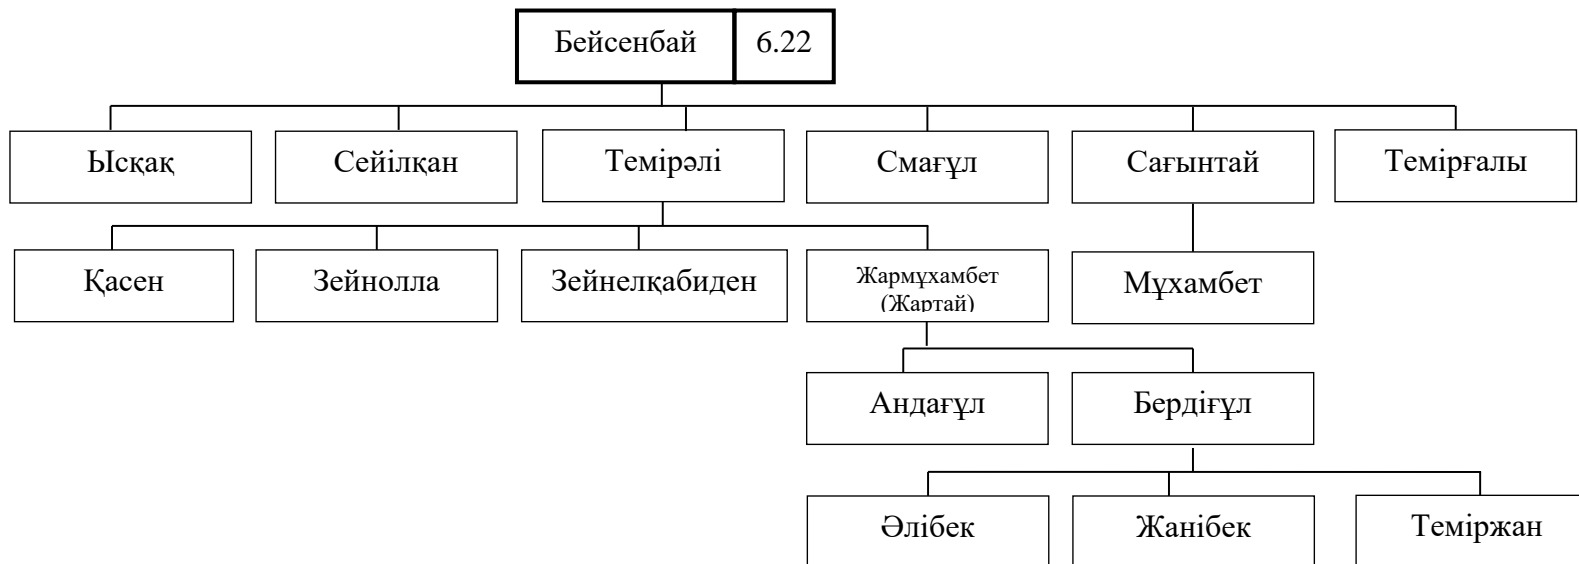 Бейсенбай 6.22
Ысқақ Сейілқан Темірәлі Смағұл Сағынтай Темірғалы
Қасен Зейнолла Зейнелқабиден Жармұхамбет Мұхамбет
(Жартай)
Андағұл Бердіғұл
Әлібек Жанібек Теміржан